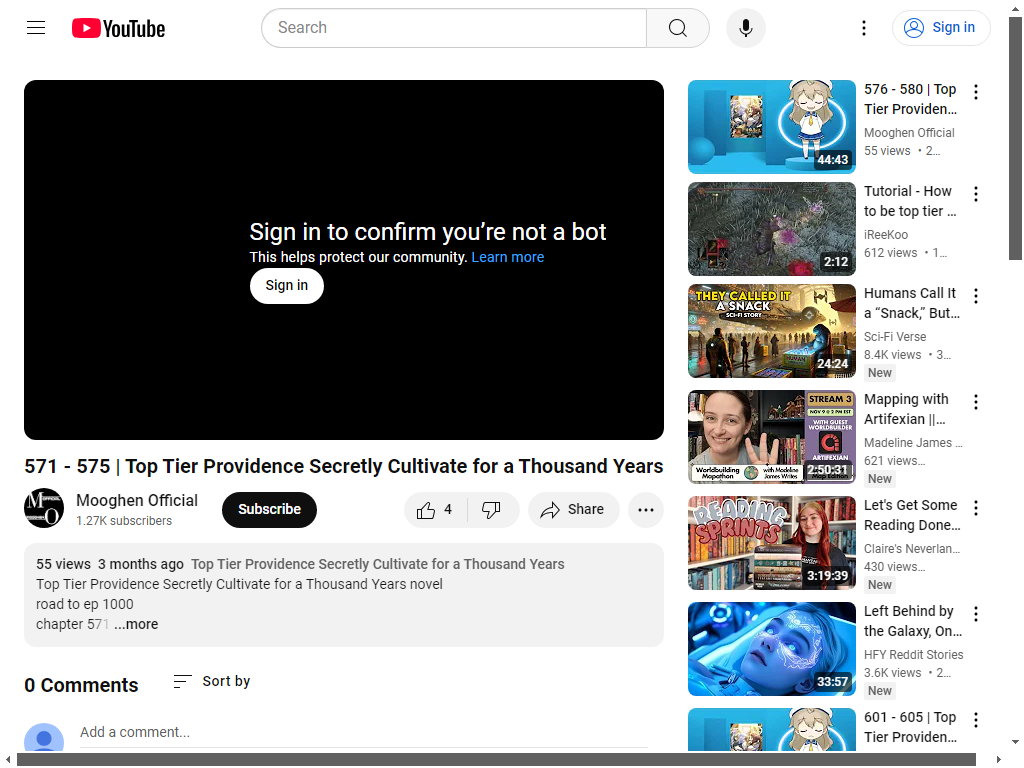 YouTube
Search
Sign in
Sign in to confirm you’re not a bot
This helps protect our community. Learn more
Sign in
571 - 575 | Top Tier Providence Secretly Cultivate for a Thousand Years
Mooghen Official
1.27K subscribers
Subscribe
4
Share
55 views 3 months ago Top Tier Providence Secretly Cultivate for a Thousand Years
Top Tier Providence Secretly Cultivate for a Thousand Years novel
road to ep 1000
chapter 571 ...more
0 Comments
Sort by
Add a comment...
44:43
576 - 580 | Top
Tier Providen...
Mooghen Official
55 views • 2...
2:12
Tutorial - How
to be top tier ...
iReeKoo
612 views • 1...
THEY CALLED IT
A SNACK
SCI-FI STORY
24:24
Humans Call It
a “Snack,” But...
Sci-Fi Verse
8.4K views • 3...
New
STREAM 3
NOV 9 @ 2 PM EST
WITH GUEST
WORLDBUILDER
ARTIFEXIAN
Map Edition
Worldbuilding
Mapathon
with Madeline
James Writes
2:50:31
Mapping with
Artifexian ||...
Madeline James ...
621 views...
New
READING
SPRINTS
3:19:39
Let's Get Some
Reading Done...
Claire's Neverlan...
430 views...
New
33:57
Left Behind by
the Galaxy, On...
HFY Reddit Stories
3.6K views • 2...
New
601 - 605 | Top
Tier Providen...